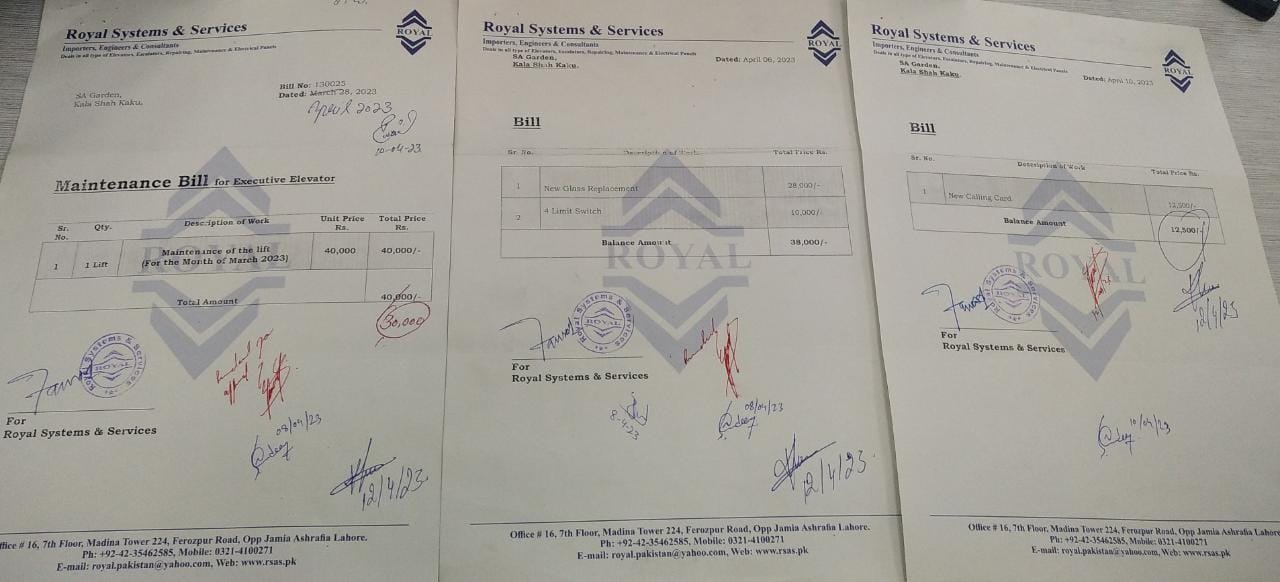 Royal Systems & Services
Importers, Engineers & Consultants
Deals in all type of Elevators, Escalators, Repairing, Maintenance & Electrical Panels
ROYAL
SA Garden,
Kala Shah Kaku,
Bill No: 130025
Dated: March 28, 2023
April 2023
10-04-23
Maintenance Bill for Executive Elevator
Sr. No. Qty. Description of Work Unit Price Rs. Total Price Rs.
1 1 Lift Maintenance of the lift 40,000 40,000/-
(For the Month of March 2023)
Total Amount 40,000/-
30,000
ROYAL
Royal Systems & Services
ROYAL
For
Royal Systems & Services
08/04/23
12/4/23
Office # 16, 7th Floor, Madina Tower 224, Ferozpur Road, Opp Jamia Ashrafia Lahore.
Ph: +92-42-35462585, Mobile: 0321-4100271
E-mail: royal.pakistan@yahoo.com, Web: www.rsas.pk
Royal Systems & Services
Importers, Engineers & Consultants
Deals in all type of Elevators, Escalators, Repairing, Maintenance & Electrical Panels
ROYAL
SA Garden,
Kala Shah Kaku.
Dated: April 06, 2023
Bill
Sr. No. Description of Work Total Price Rs.
1 New Glass Replacement 28,000/-
2 4 Limit Switch 10,000/-
Balance Amount 38,000/-
ROYAL
Royal Systems & Services
ROYAL
For
Royal Systems & Services
8-4-23
08/04/23
12/4/23
Office # 16, 7th Floor, Madina Tower 224, Ferozpur Road, Opp Jamia Ashrafia Lahore.
Ph: +92-42-35462585, Mobile: 0321-4100271
E-mail: royal.pakistan@yahoo.com, Web: www.rsas.pk
Royal Systems & Services
Importers, Engineers & Consultants
Deals in all type of Elevators, Escalators, Repairing, Maintenance & Electrical Panels
ROYAL
SA Garden,
Kala Shah Kaku.
Dated: April 10, 2023
Bill
Sr. No. Description of Work Total Price Rs.
1 New Calling Card 12,500/-
Balance Amount 12,500/-
ROYAL
Royal Systems & Services
ROYAL
For
Royal Systems & Services
12/4/23
10/04/23
Office # 16, 7th Floor, Madina Tower 224, Ferozpur Road, Opp Jamia Ashrafia Lahore.
Ph: +92-42-35462585, Mobile: 0321-4100271
E-mail: royal.pakistan@yahoo.com, Web: www.rsas.pk